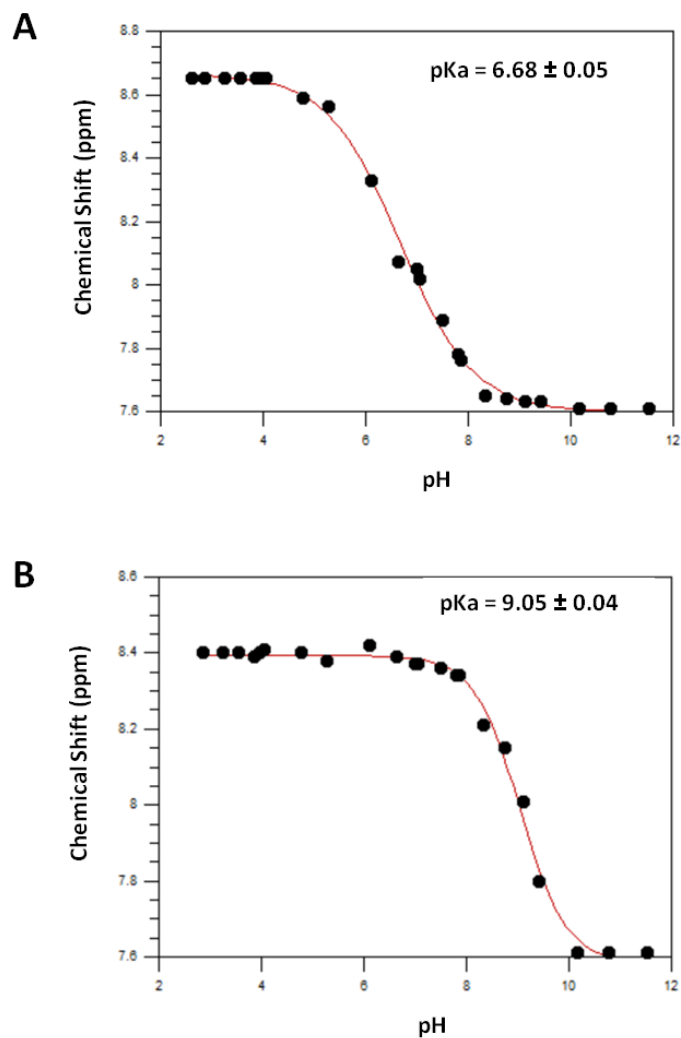 A
pKa = 6.68 ± 0.05
Chemical Shift (ppm)
8.8
8.6
8.4
8.2
8
7.8
7.6
2 4 6 8 10 12
pH
B
pKa = 9.05 ± 0.04
Chemical Shift (ppm)
8.6
8.4
8.2
8
7.8
7.6
2 4 6 8 10 12
pH